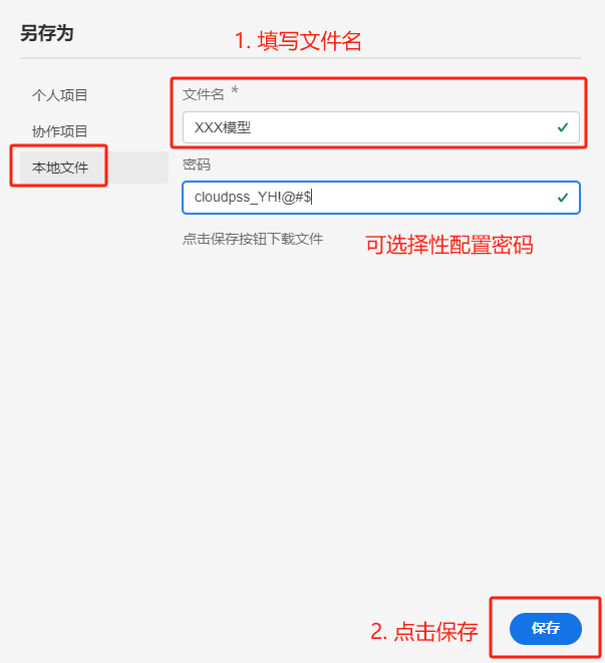 另存为
1. 填写文件名
个人项目
协作项目
本地文件
文件名 *
XXX模型
密码
cloudpss_YH!@#$
点击保存按钮下载文件
可选择性配置密码
2. 点击保存
保存